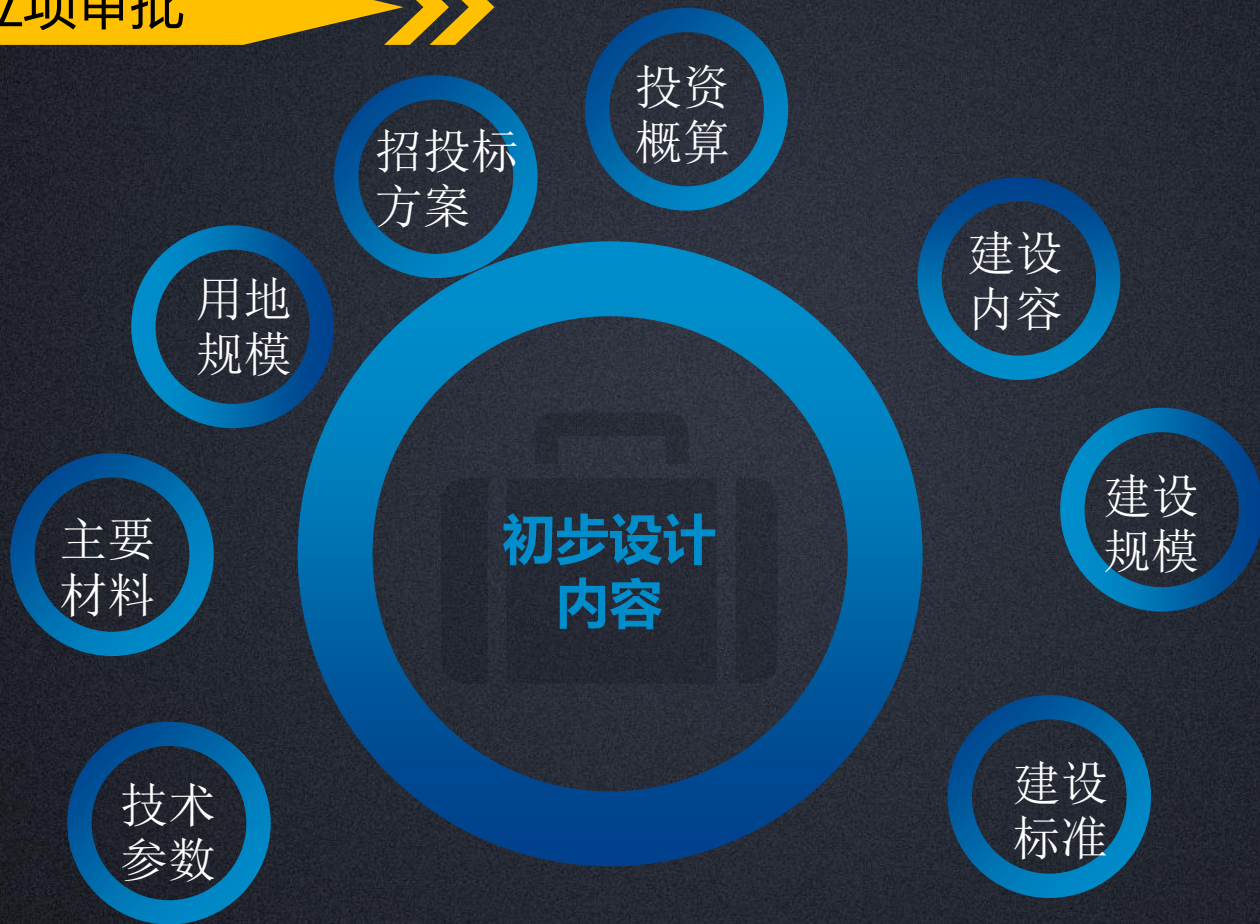 立项审批
投资
概算
招投标
方案
建设
内容
用地
规模
建设
规模
主要
材料
初步设计
内容
技术
参数
建设
标准